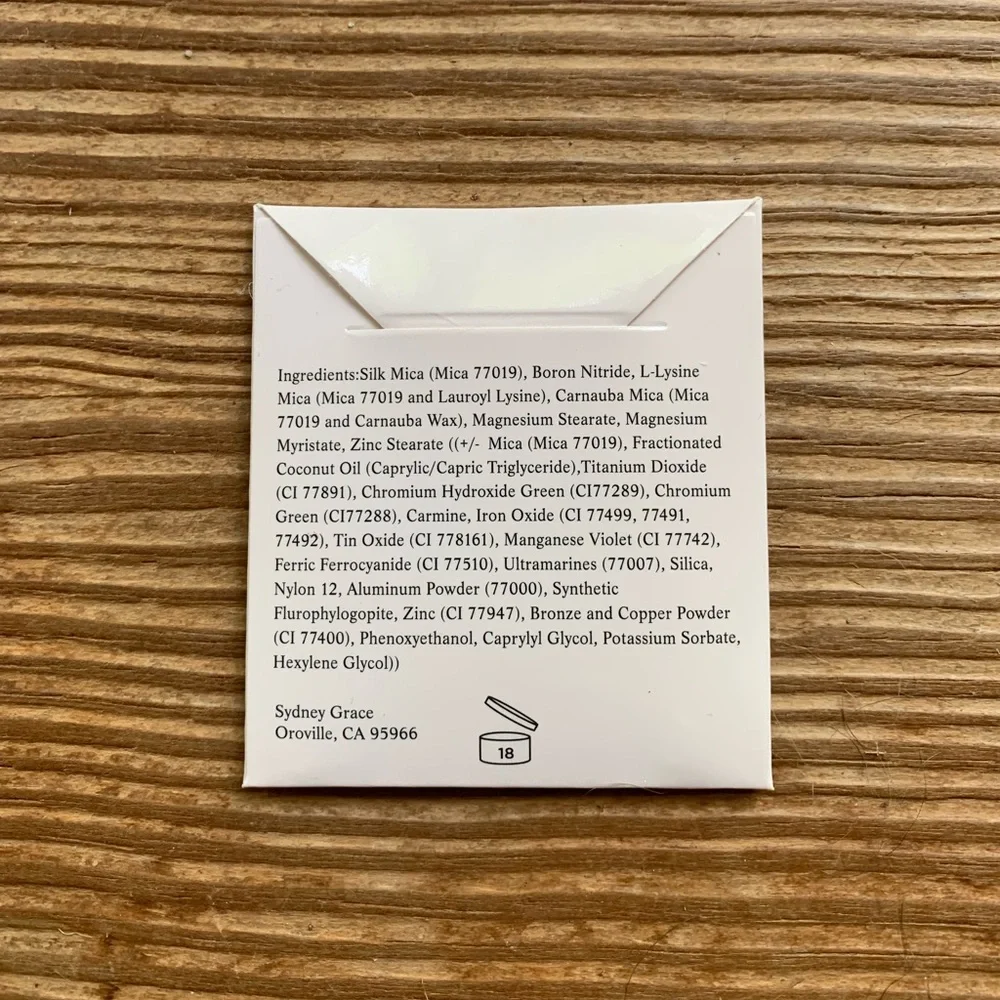 Ingredients:Silk Mica (Mica 77019), Boron Nitride, L-Lysine
Mica (Mica 77019 and Lauroyl Lysine), Carnauba Mica (Mica
77019 and Carnauba Wax), Magnesium Stearate, Magnesium
Myristate, Zinc Stearate ((+/- Mica (Mica 77019), Fractionated
Coconut Oil (Caprylic/Capric Triglyceride),Titanium Dioxide
(CI 77891), Chromium Hydroxide Green (CI77289), Chromium
Green (CI77288), Carmine, Iron Oxide (CI 77499, 77491,
77492), Tin Oxide (CI 778161), Manganese Violet (CI 77742),
Ferric Ferrocyanide (CI 77510), Ultramarines (77007), Silica,
Nylon 12, Aluminum Powder (77000), Synthetic
Flurophylogopite, Zinc (CI 77947), Bronze and Copper Powder
(CI 77400), Phenoxyethanol, Caprylyl Glycol, Potassium Sorbate,
Hexylene Glycol))
Sydney Grace
Oroville, CA 95966
18